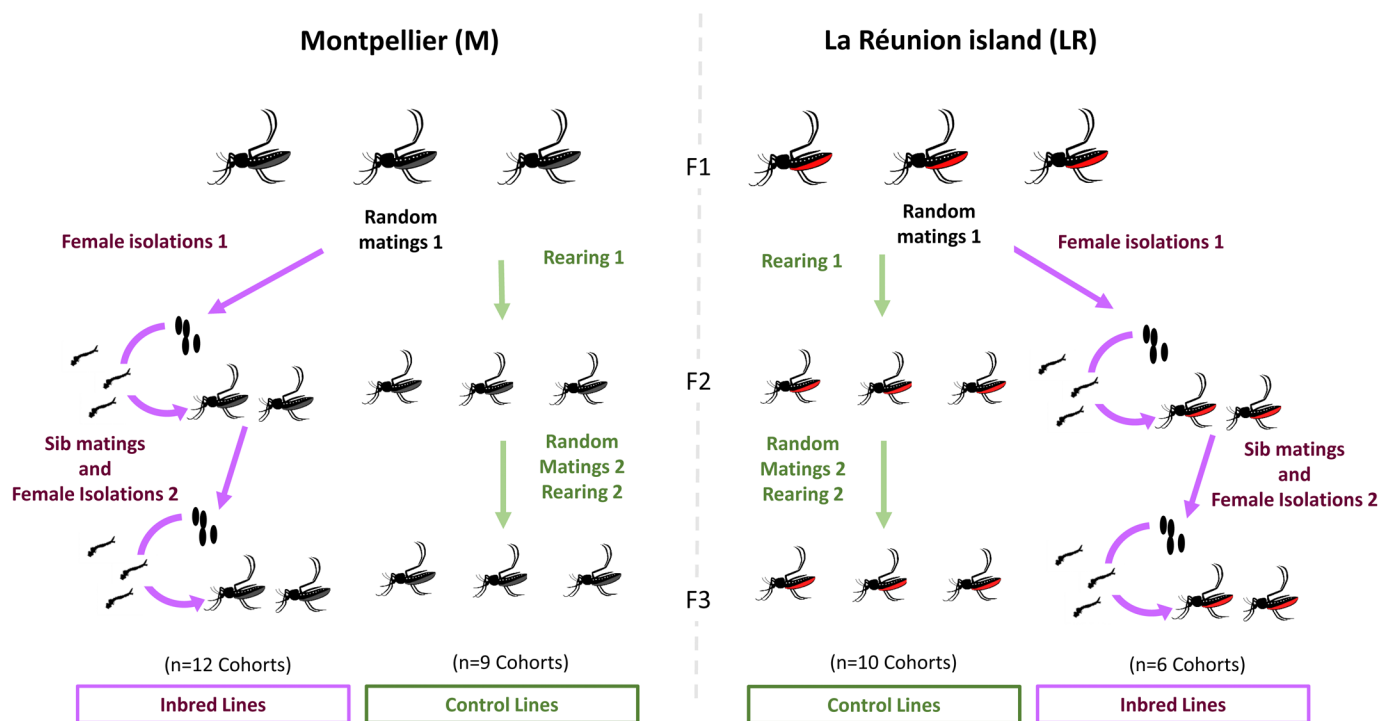 Montpellier (M)
La Réunion island (LR)
F1
Random
matings 1
Female isolations 1
Rearing 1
Random
matings 1
Rearing 1
Female isolations 1
F2
Sib matings
and
Female Isolations 2
Random
Matings 2
Rearing 2
Random
Matings 2
Rearing 2
Sib matings
and
Female Isolations 2
F3
(n=12 Cohorts)
(n=9 Cohorts)
(n=10 Cohorts)
(n=6 Cohorts)
Inbred Lines
Control Lines
Control Lines
Inbred Lines